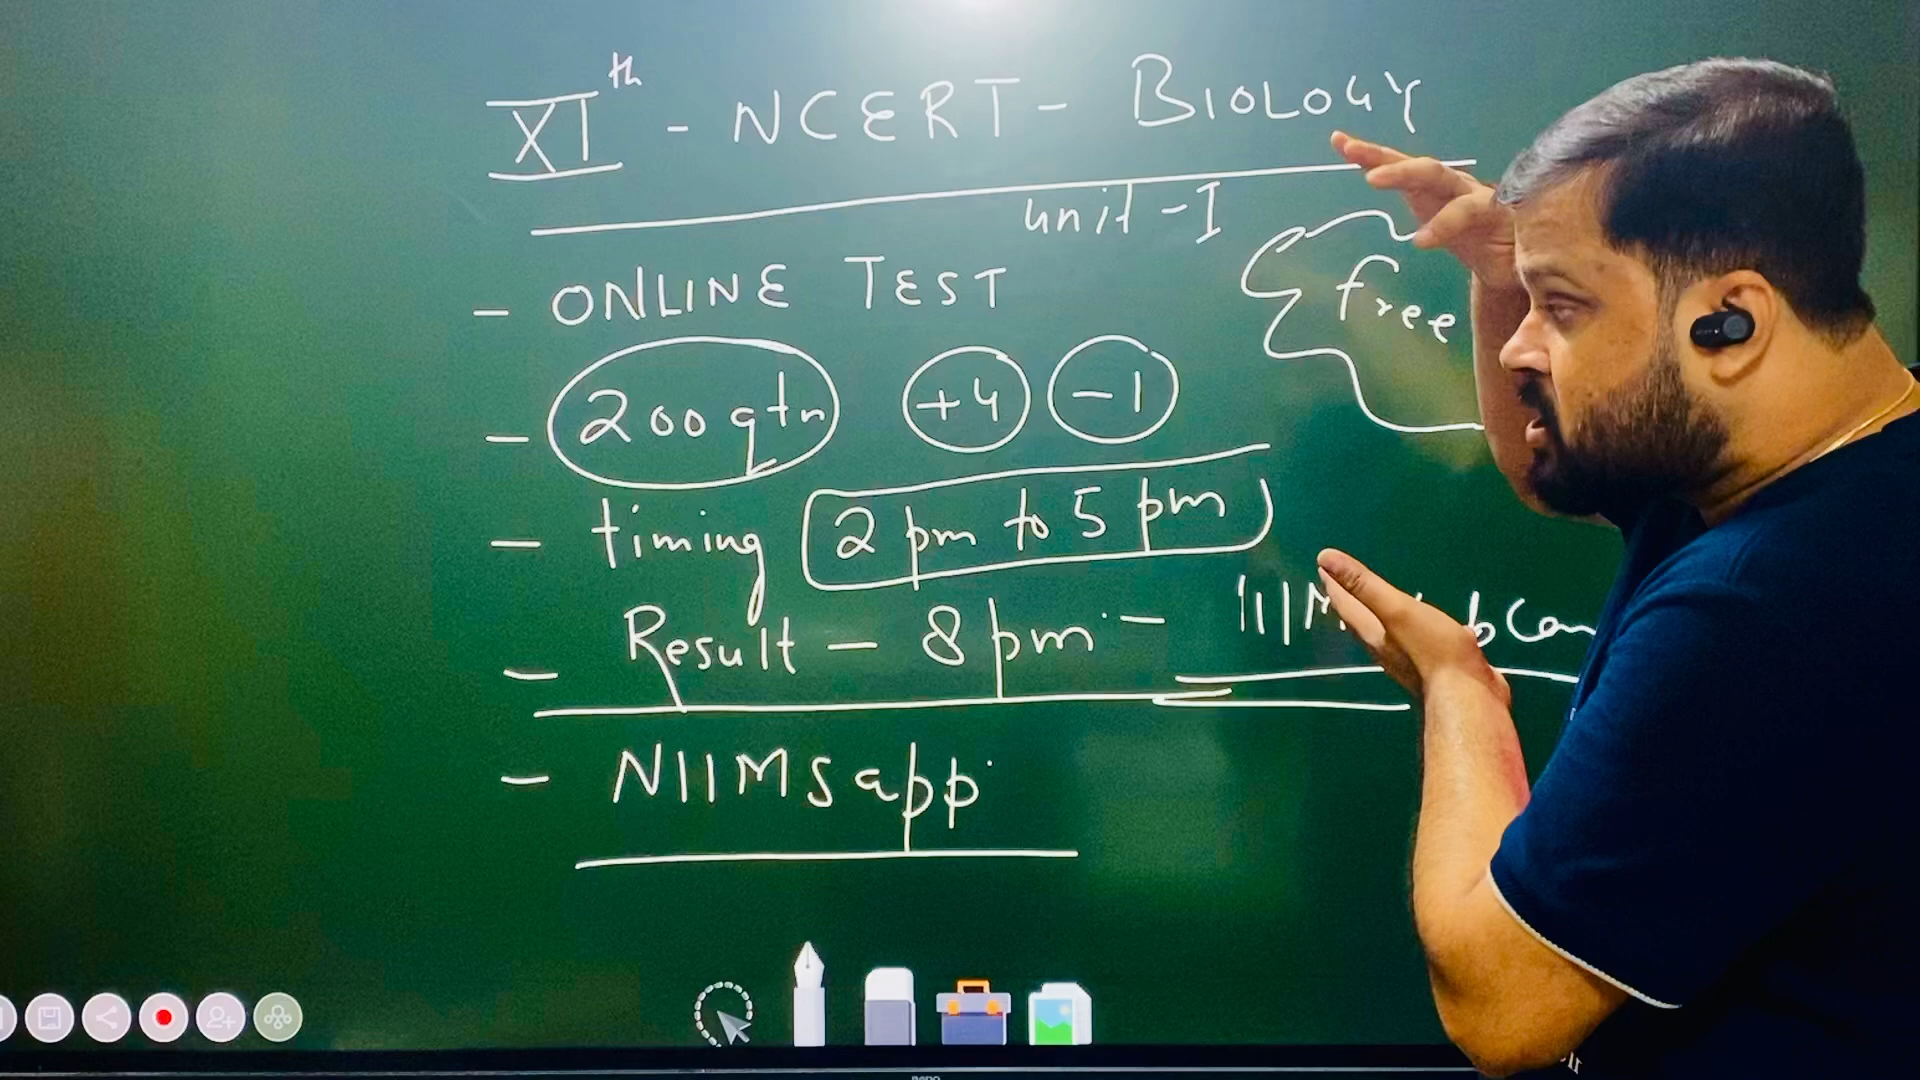 XIth - NCERT - BIOLOGY
unit - I
- ONLINE TEST
free
- 200 qtn +4 -1
- timing 2 pm to 5 pm
- Result - 8 pm -
- NIIMS app